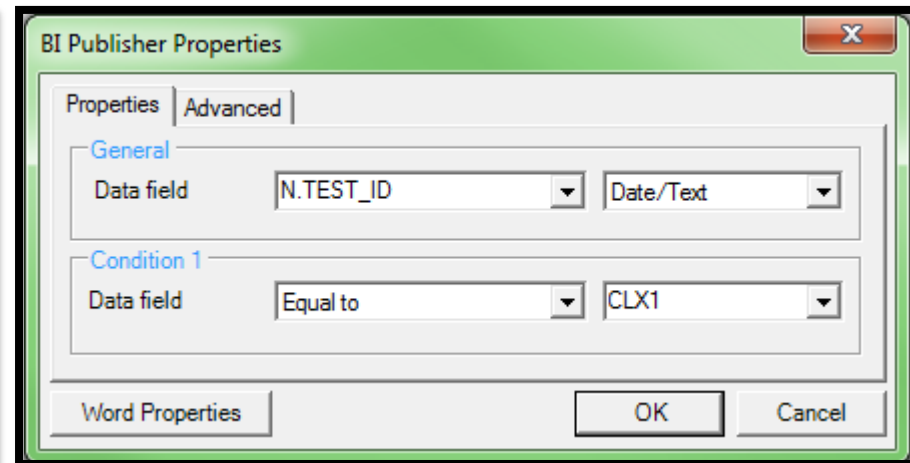 BI Publisher Properties
Properties Advanced
General
Data field N.TEST_ID Date/Text
Condition 1
Data field Equal to CLX1
Word Properties OK Cancel